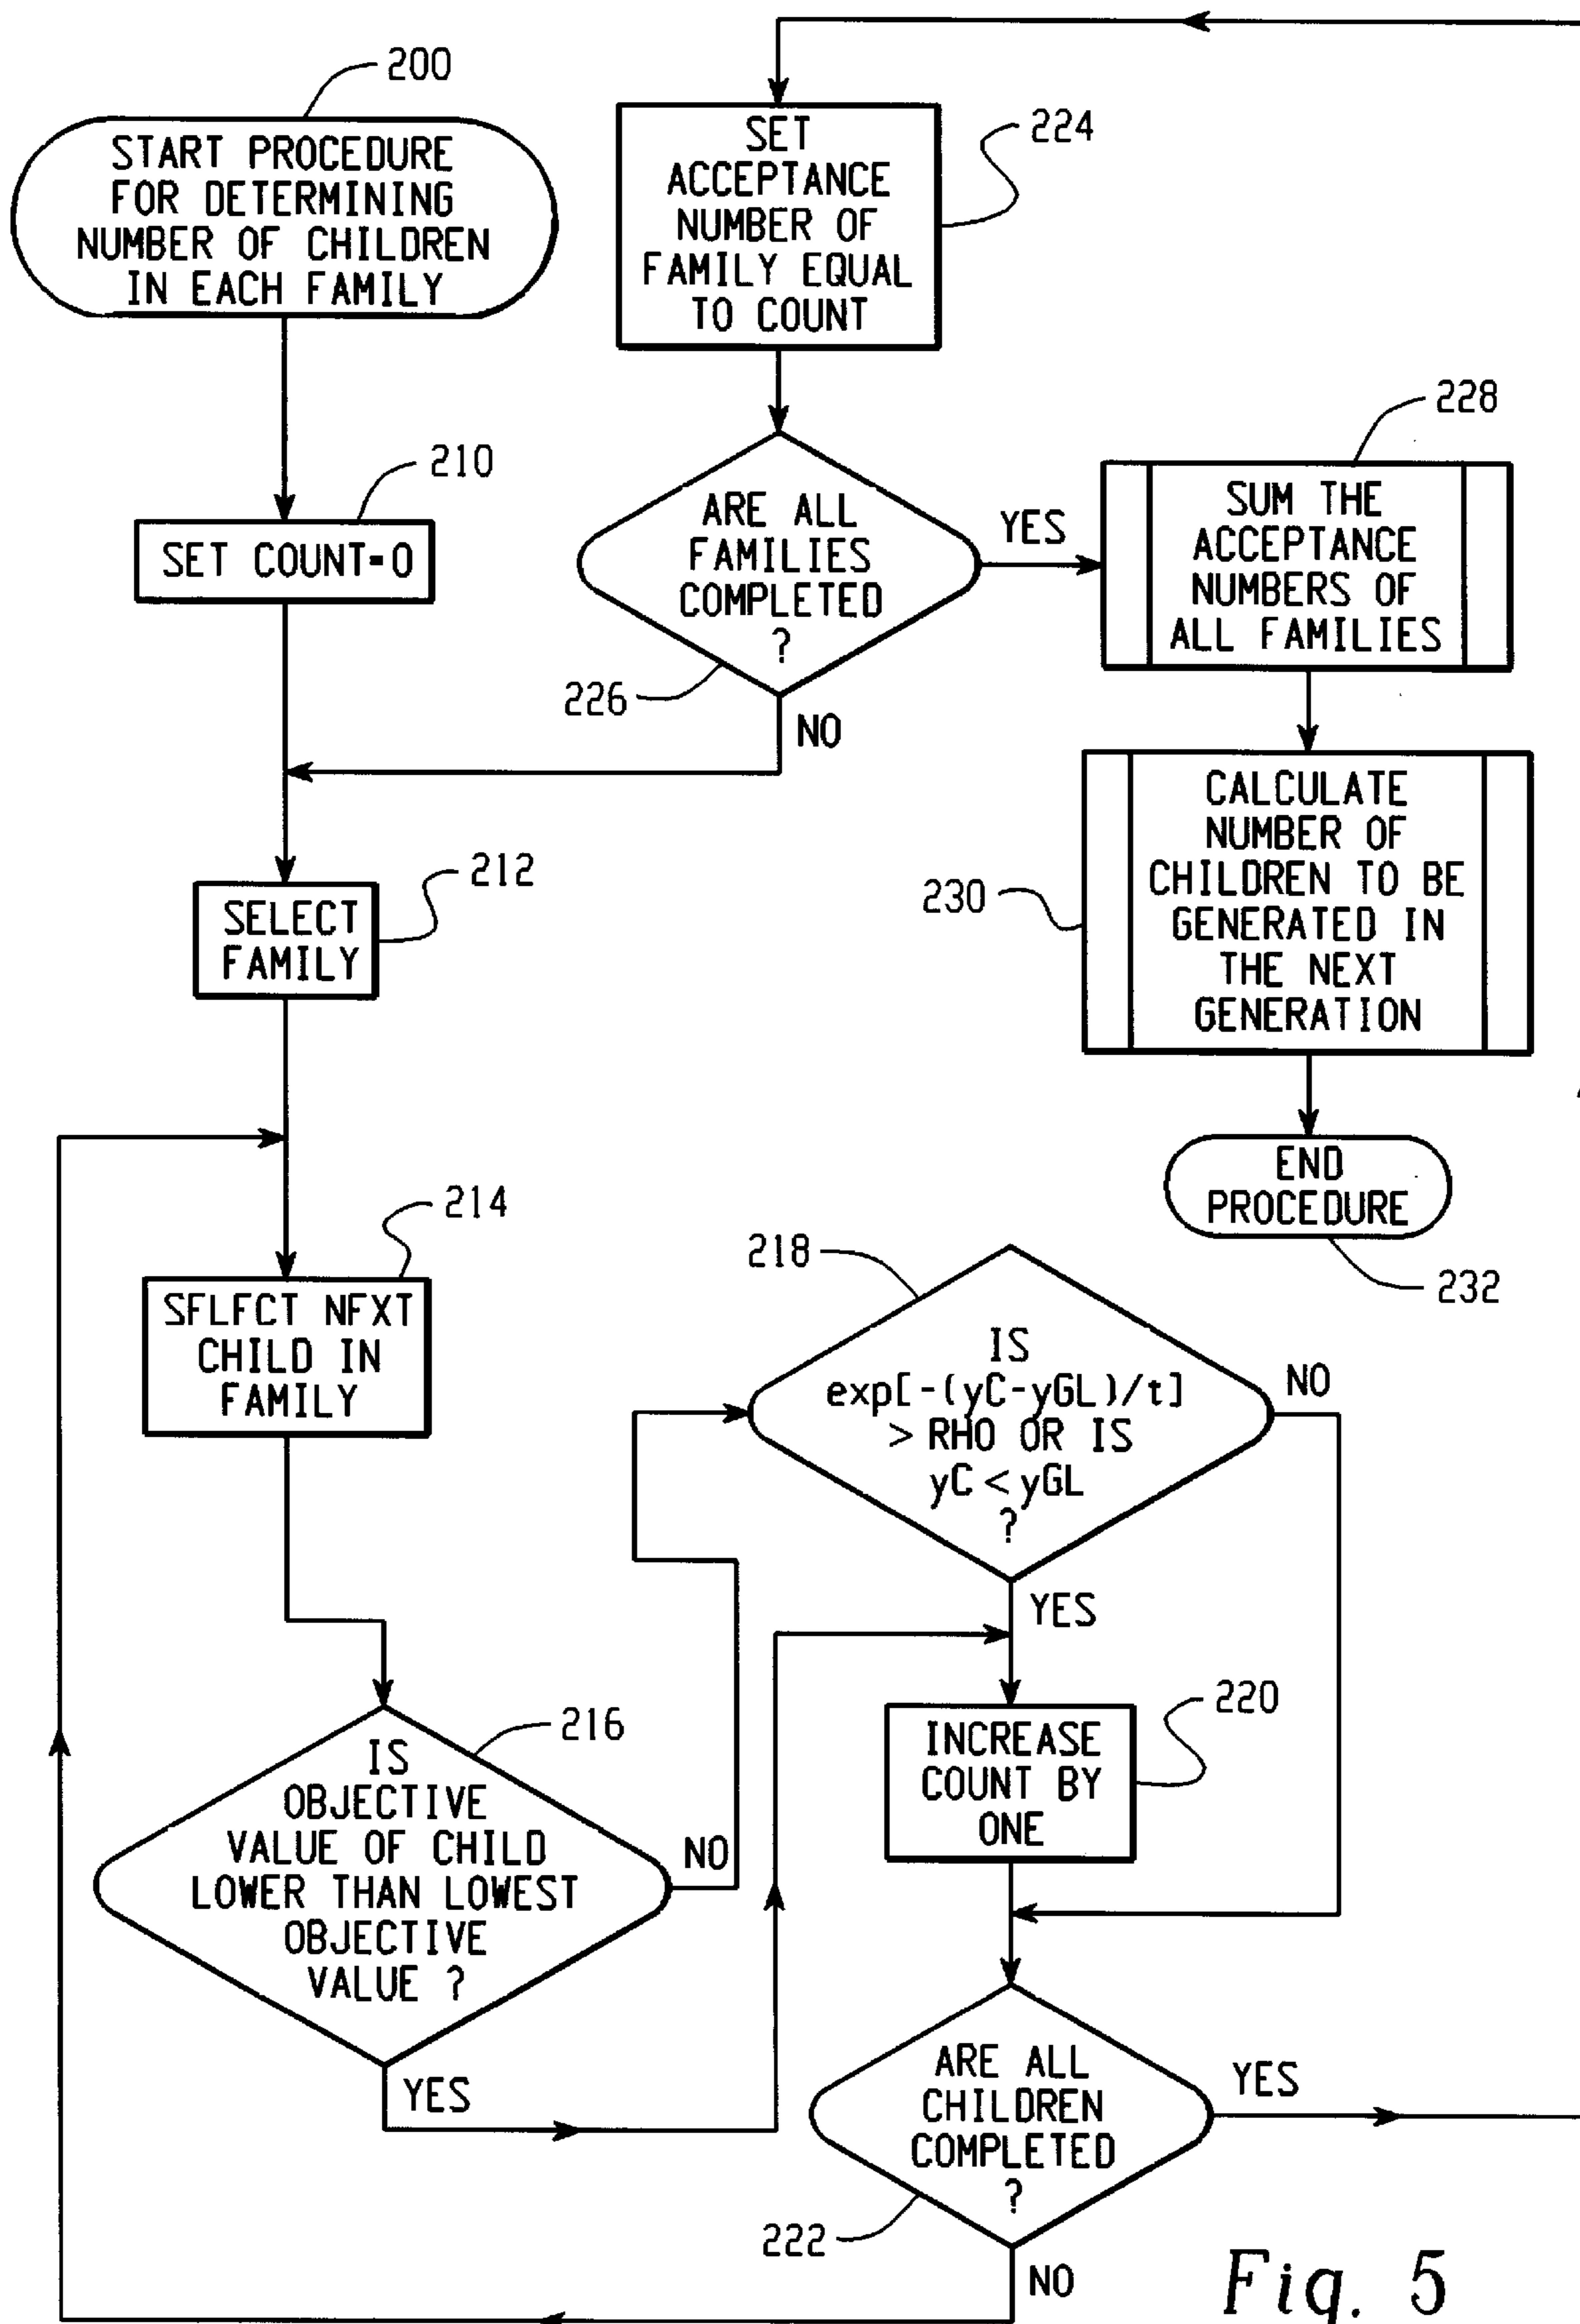 200
START PROCEDURE
FOR DETERMINING
NUMBER OF CHILDREN
IN EACH FAMILY
210
SET COUNT=0
212
SELECT
FAMILY
214
SELECT NEXT
CHILD IN
FAMILY
216
IS
OBJECTIVE
VALUE OF CHILD
LOWER THAN LOWEST
OBJECTIVE
VALUE ?
NO
YES
218
IS
exp[-(yC-yGL)/t]
> RHO OR IS
yC < yGL
?
NO
YES
220
INCREASE
COUNT BY
ONE
ARE ALL
CHILDREN
COMPLETED
?
222
YES
NO
224
SET
ACCEPTANCE
NUMBER OF
FAMILY EQUAL
TO COUNT
ARE ALL
FAMILIES
COMPLETED
?
226
YES
NO
228
SUM THE
ACCEPTANCE
NUMBERS OF
ALL FAMILIES
230
CALCULATE
NUMBER OF
CHILDREN TO BE
GENERATED IN
THE NEXT
GENERATION
END
PROCEDURE
232
Fig. 5